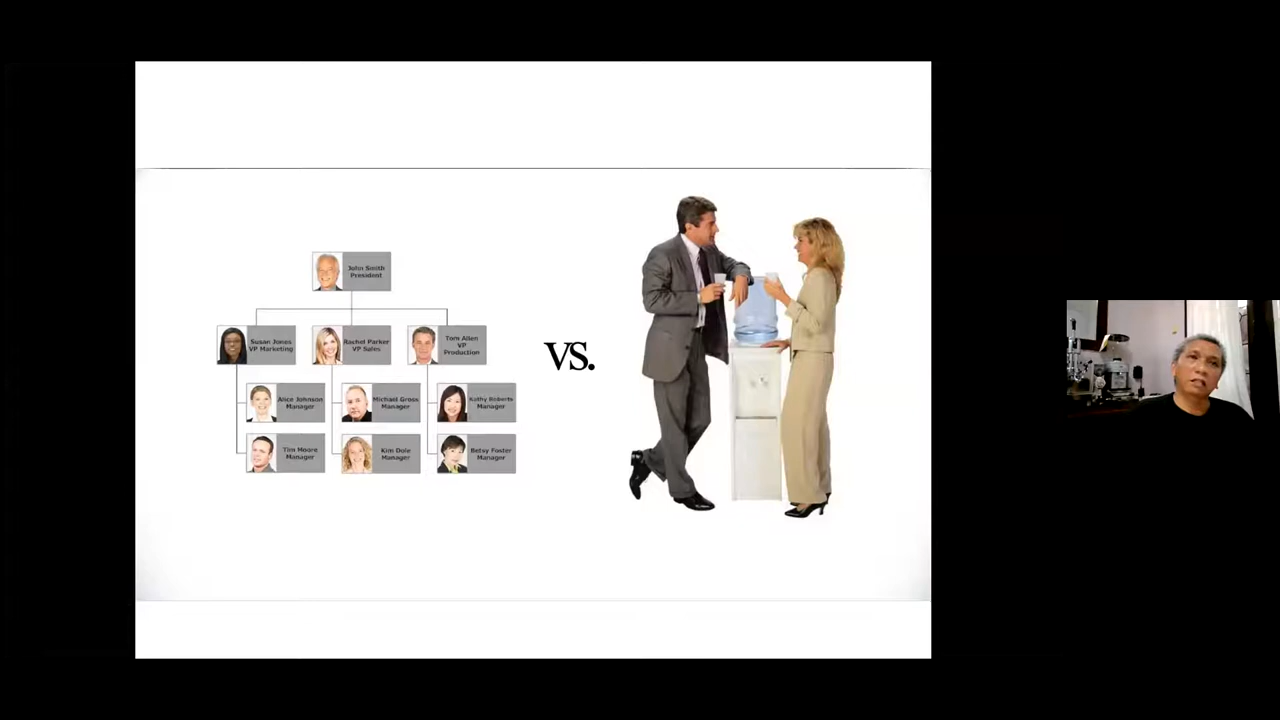 John Smith
President
Susan Jones
VP Marketing
Rachel Parker
VP Sales
Tom Allen
VP
Production
Alice Johnson
Manager
Michael Gross
Manager
Kathy Roberts
Manager
Tim Moore
Manager
Kim Dole
Manager
Betsy Foster
Manager
VS.